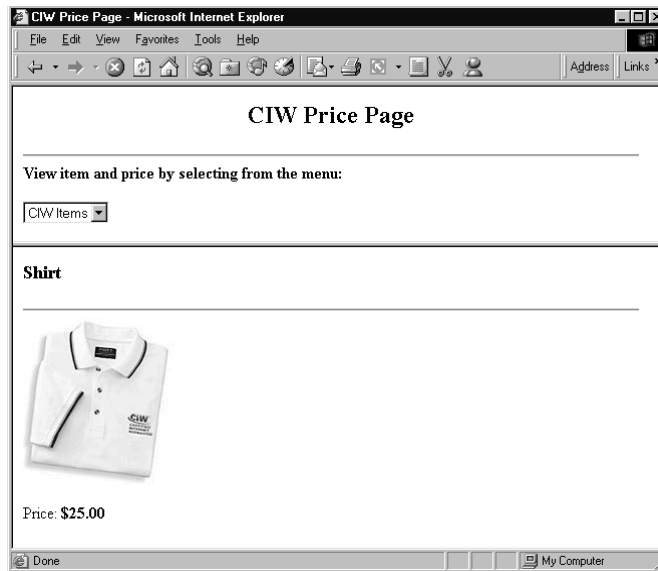 CIW Price Page - Microsoft Internet Explorer
File Edit View Favorites Tools Help
Address Links
CIW Price Page
View item and price by selecting from the menu:
CIW Items
Shirt
CIW
Price: $25.00
Done My Computer